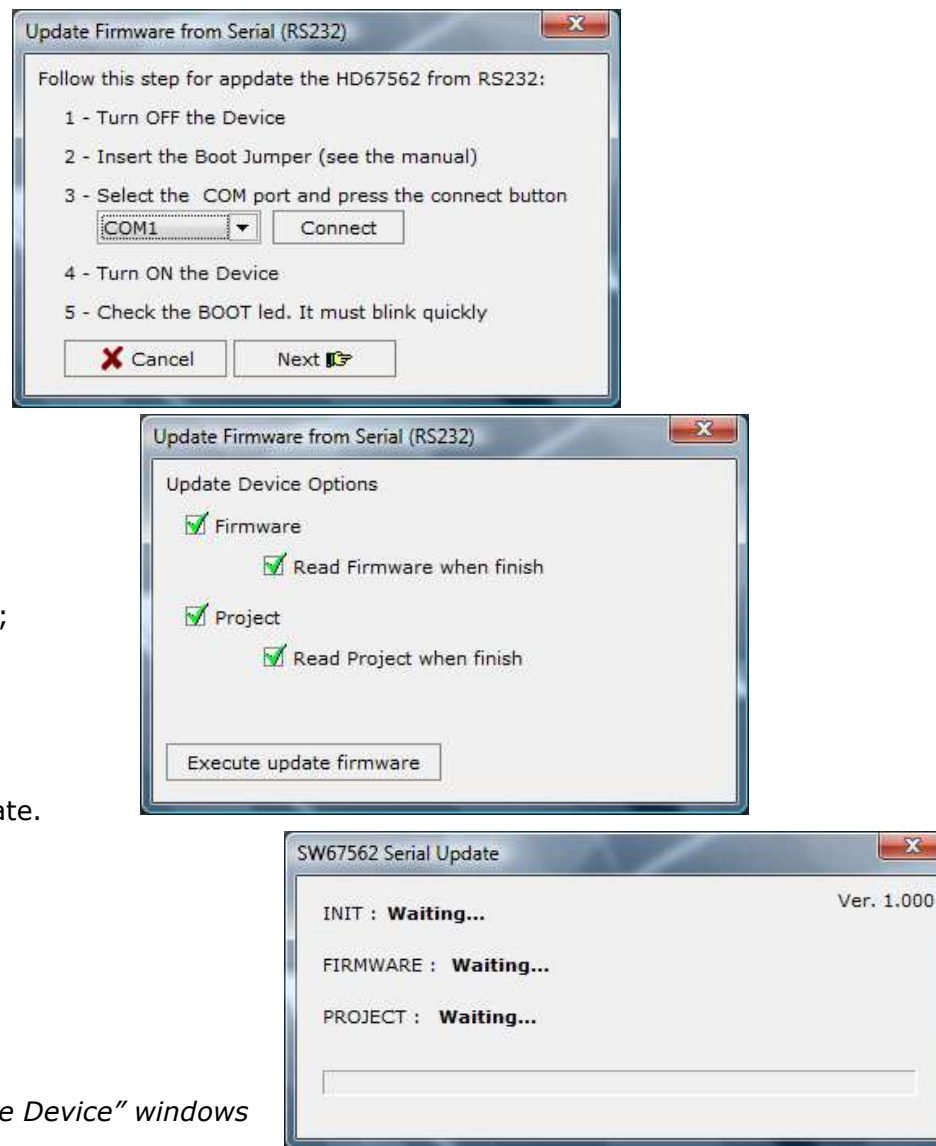 Update Firmware from Serial (RS232)
Follow this step for appdate the HD67562 from RS232:
1 - Turn OFF the Device
2 - Insert the Boot Jumper (see the manual)
3 - Select the COM port and press the connect button
COM1 Connect
4 - Turn ON the Device
5 - Check the BOOT led. It must blink quickly
Cancel Next
Update Firmware from Serial (RS232)
Update Device Options
Firmware
Read Firmware when finish
;
Project
Read Project when finish
Execute update firmware
ate.
SW67562 Serial Update
Ver. 1.000
INIT : Waiting...
FIRMWARE : Waiting...
PROJECT : Waiting...
e Device" windows